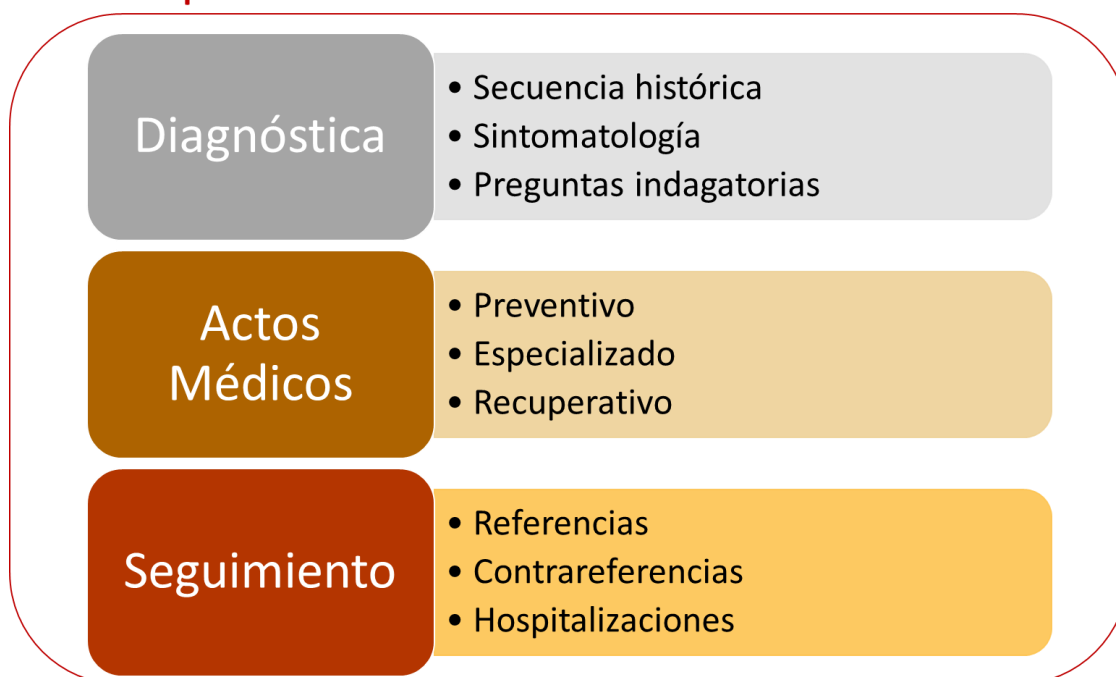 Diagnóstica
• Secuencia histórica
• Sintomatología
• Preguntas indagatorias
Actos
Médicos
• Preventivo
• Especializado
• Recuperativo
Seguimiento
• Referencias
• Contrareferencias
• Hospitalizaciones